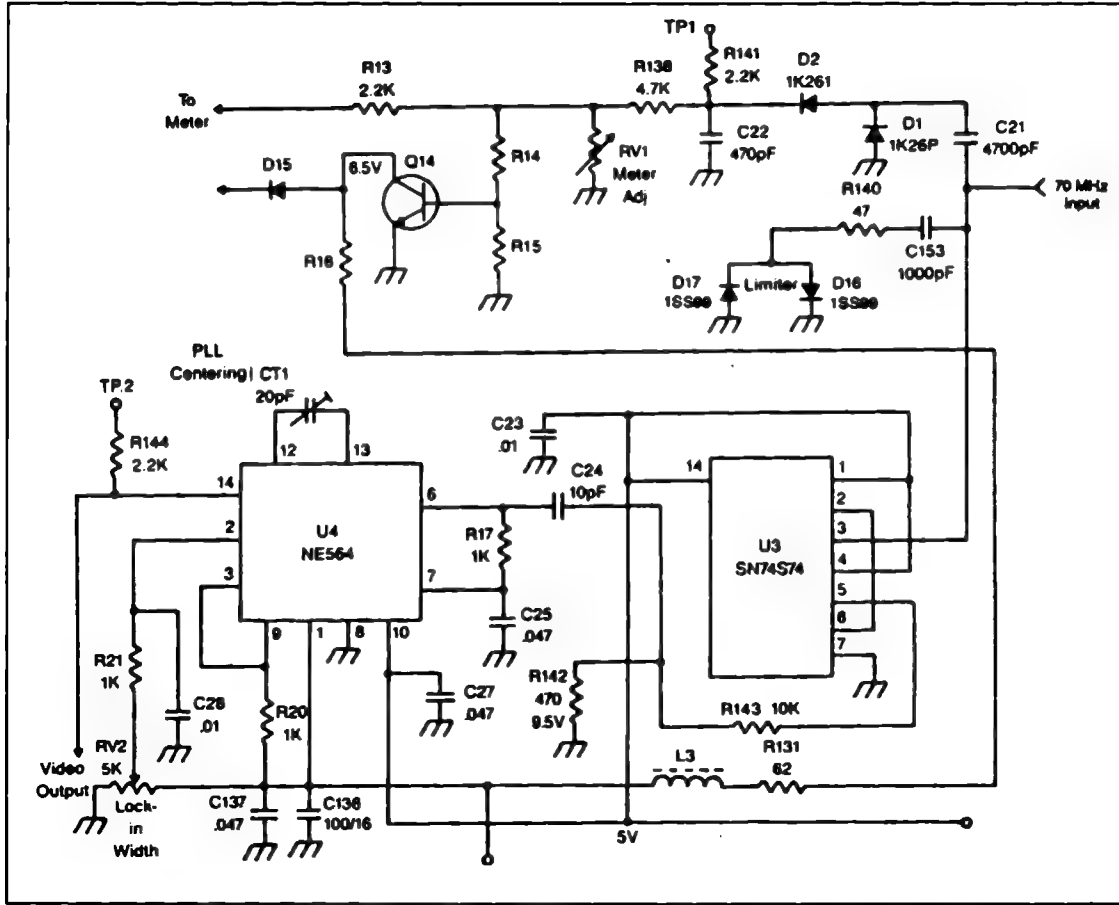 TP1
R13
2.2K
R138
4.7K
R141
2.2K
D2
1K261
To
Meter
C22
470pF
D1
1K26P
C21
4700pF
D15
6.5V
Q14
R14
RV1
Meter
Adj
R140
47
70 MHz
Input
R16
R15
C153
1000pF
D17
1SS99
Limiter
D16
1SS99
PLL
Centering
CT1
20pF
TP.2
R144
2.2K
12
13
C23
.01
C24
10pF
14
1
2
3
4
5
6
7
U3
SN74S74
14
2
3
6
7
U4
NE564
R17
1K
9
1
8
10
C25
.047
R21
1K
C28
.01
R20
1K
C27
.047
R142
470
9.5V
R143 10K
R131
62
L3
Video
Output
RV2
5K
Lock-
in
Width
C137
.047
C136
100/16
5V